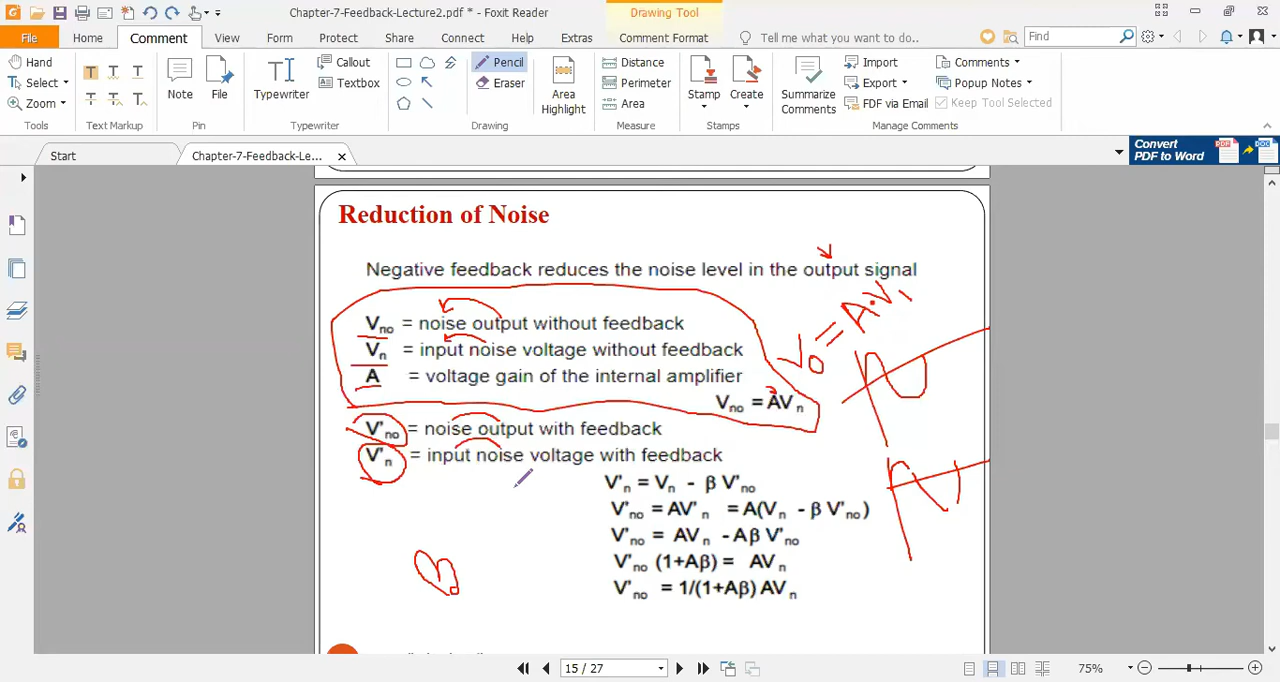 Chapter-7-Feedback-Lecture2.pdf * - Foxit Reader
Drawing Tool
File Home Comment View Form Protect Share Connect Help Extras Comment Format Tell me what you want to do... Find
Hand
Select
Zoom
Tools
T T T
T T T
Text Markup
Note
File
Pin
Typewriter
Callout
Textbox
Typewriter
Pencil
Eraser
Drawing
Area Highlight
Distance
Perimeter
Area
Measure
Stamp
Create
Stamps
Summarize Comments
Import
Export
FDF via Email
Comments
Popup Notes
Keep Tool Selected
Manage Comments
Start
Chapter-7-Feedback-Le...
Convert
PDF to Word
Reduction of Noise
Negative feedback reduces the noise level in the output signal
Vno = noise output without feedback
Vn = input noise voltage without feedback
A = voltage gain of the internal amplifier
Vno = AVn
Vo = A·V1
V'no = noise output with feedback
V'n = input noise voltage with feedback
V'n = Vn - β V'no
V'no = AV'n = A(Vn - β V'no)
V'no = AVn - Aβ V'no
V'no (1+Aβ) = AVn
V'no = 1/(1+Aβ) AVn
15 / 27
75%